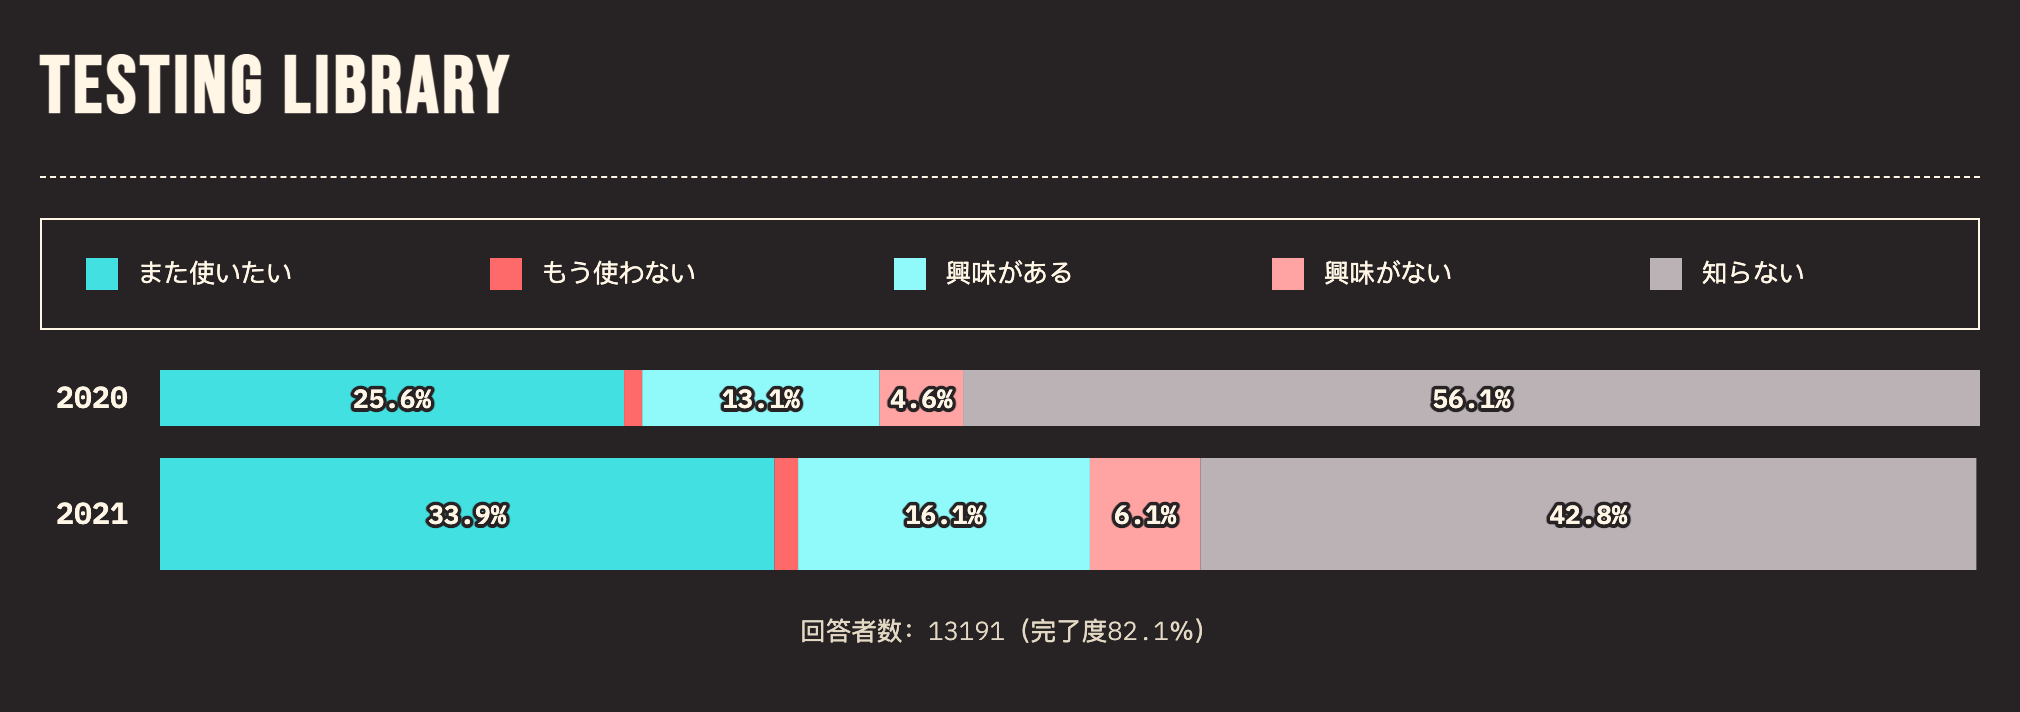 TESTING LIBRARY
また使いたい もう使わない 興味がある 興味がない 知らない
2020 25.6% 13.1% 4.6% 56.1%
2021 33.9% 16.1% 6.1% 42.8%
回答者数: 13191 (完了度82.1%)